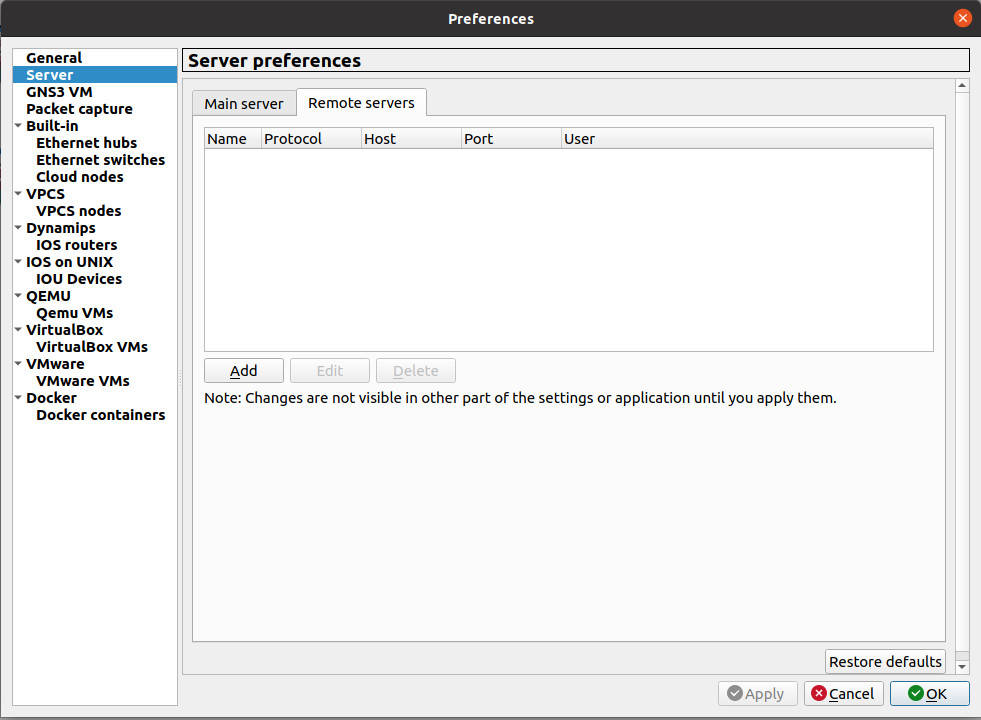 Preferences
General
Server
GNS3 VM
Packet capture
Built-in
Ethernet hubs
Ethernet switches
Cloud nodes
VPCS
VPCS nodes
Dynamips
IOS routers
IOS on UNIX
IOU Devices
QEMU
Qemu VMs
VirtualBox
VirtualBox VMs
VMware
VMware VMs
Docker
Docker containers
Server preferences
Main server Remote servers
Name Protocol Host Port User
Add Edit Delete
Note: Changes are not visible in other part of the settings or application until you apply them.
Restore defaults
Apply Cancel OK